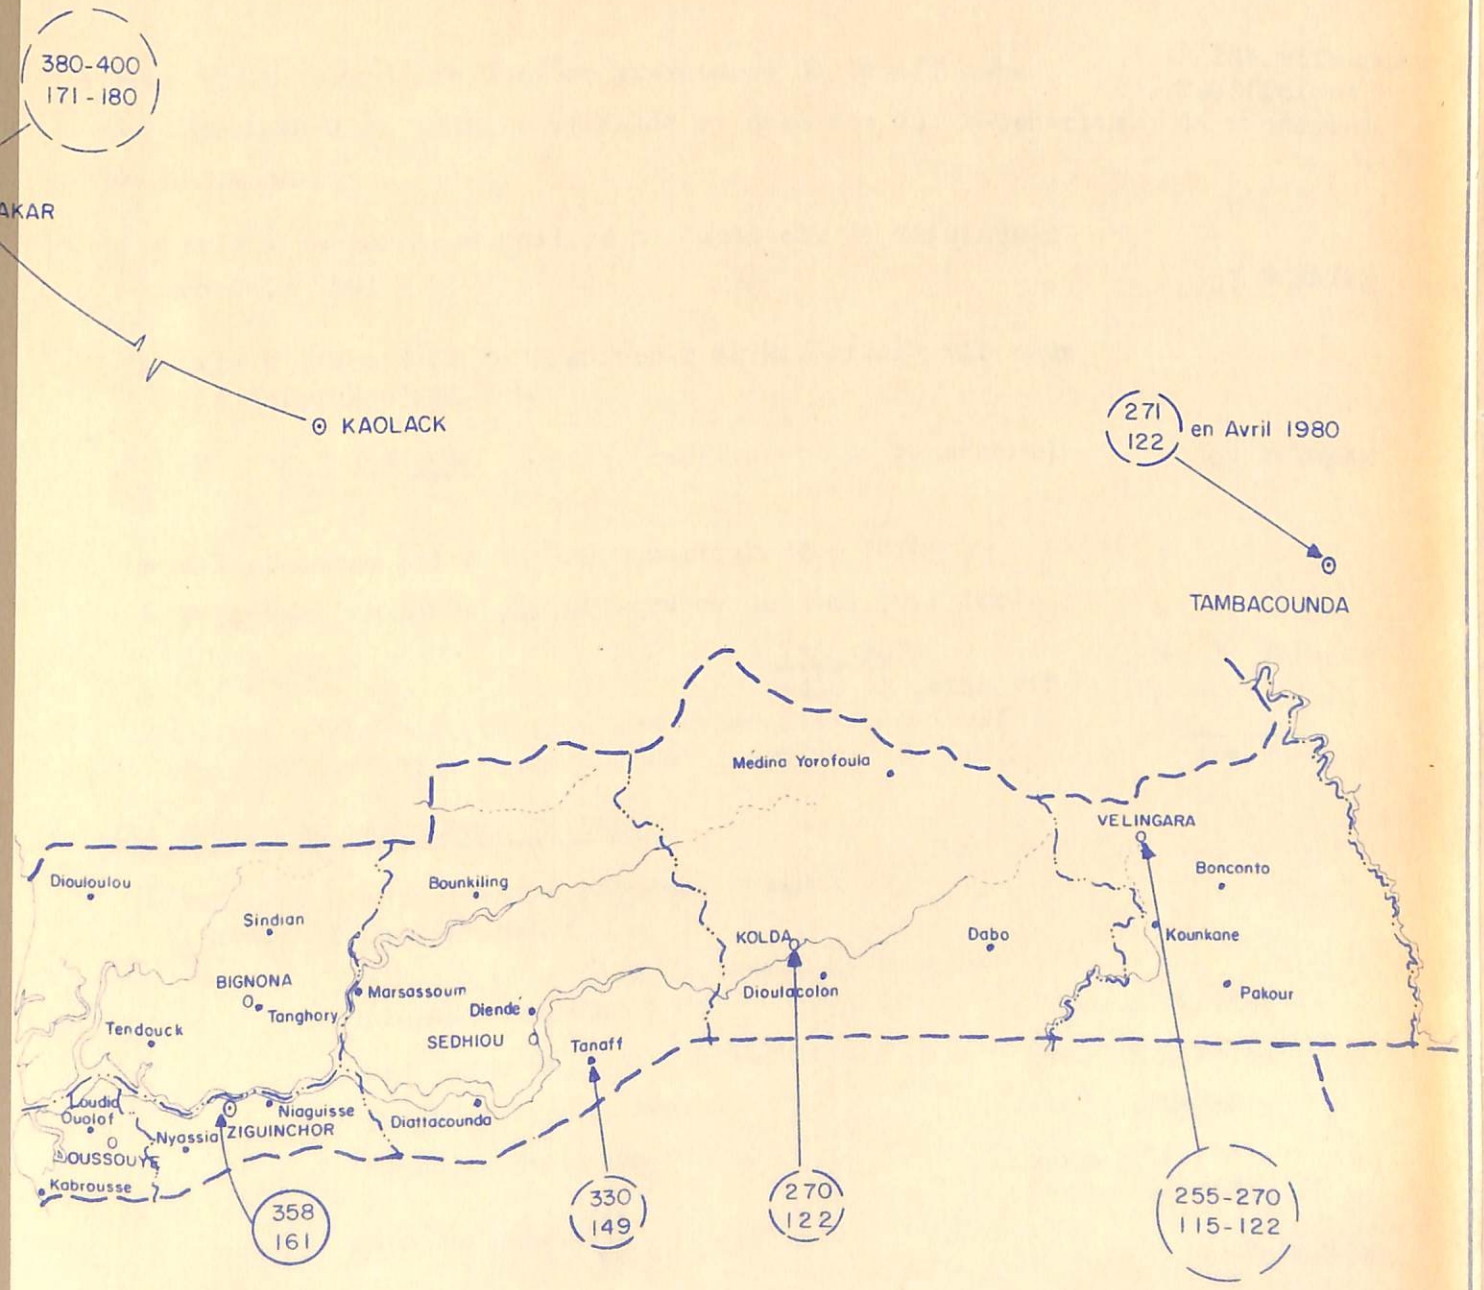 380-400
171-180
AKAR
KAOLACK
271
122
en Avril 1980
TAMBACOUNDA
Médina Yorofoula
VELINGARA
Bonconto
Diouloulou
Bounkiling
Sindian
KOLDA
Dabo
Kounkane
BIGNONA
Marsassoum
Dioulacolon
Pakour
Tanghory
Diendé
Tendouck
SEDHIOU
Tanaff
Loudia
Ouolof
Niaguisse
Diattacounda
Nyassia
ZIGUINCHOR
OUSSOUYE
Kabrousse
358
161
330
149
270
122
255-270
115-122